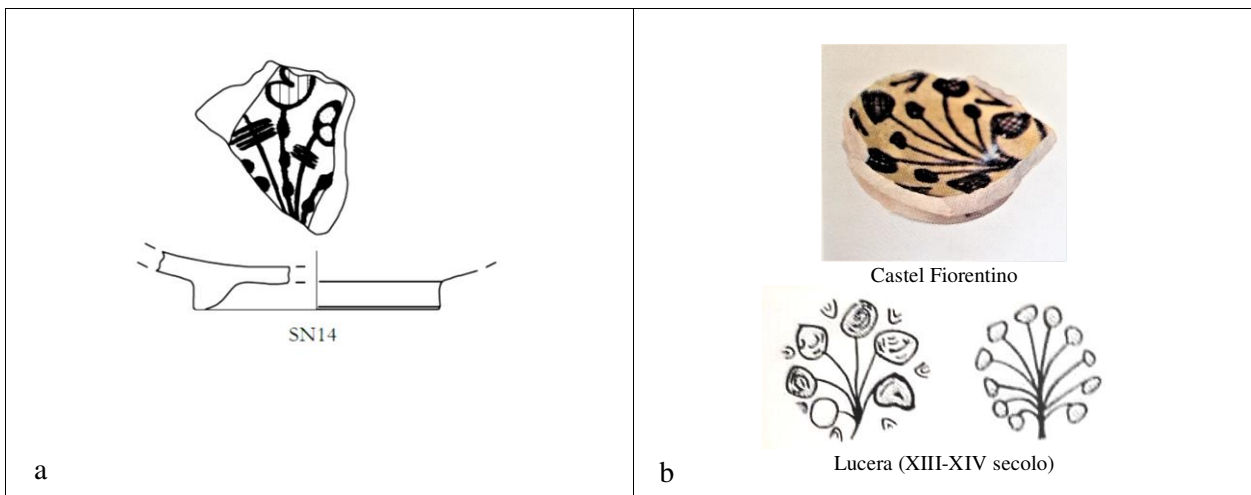 SN14
a
Castel Fiorentino
Lucera (XIII-XIV secolo)
b